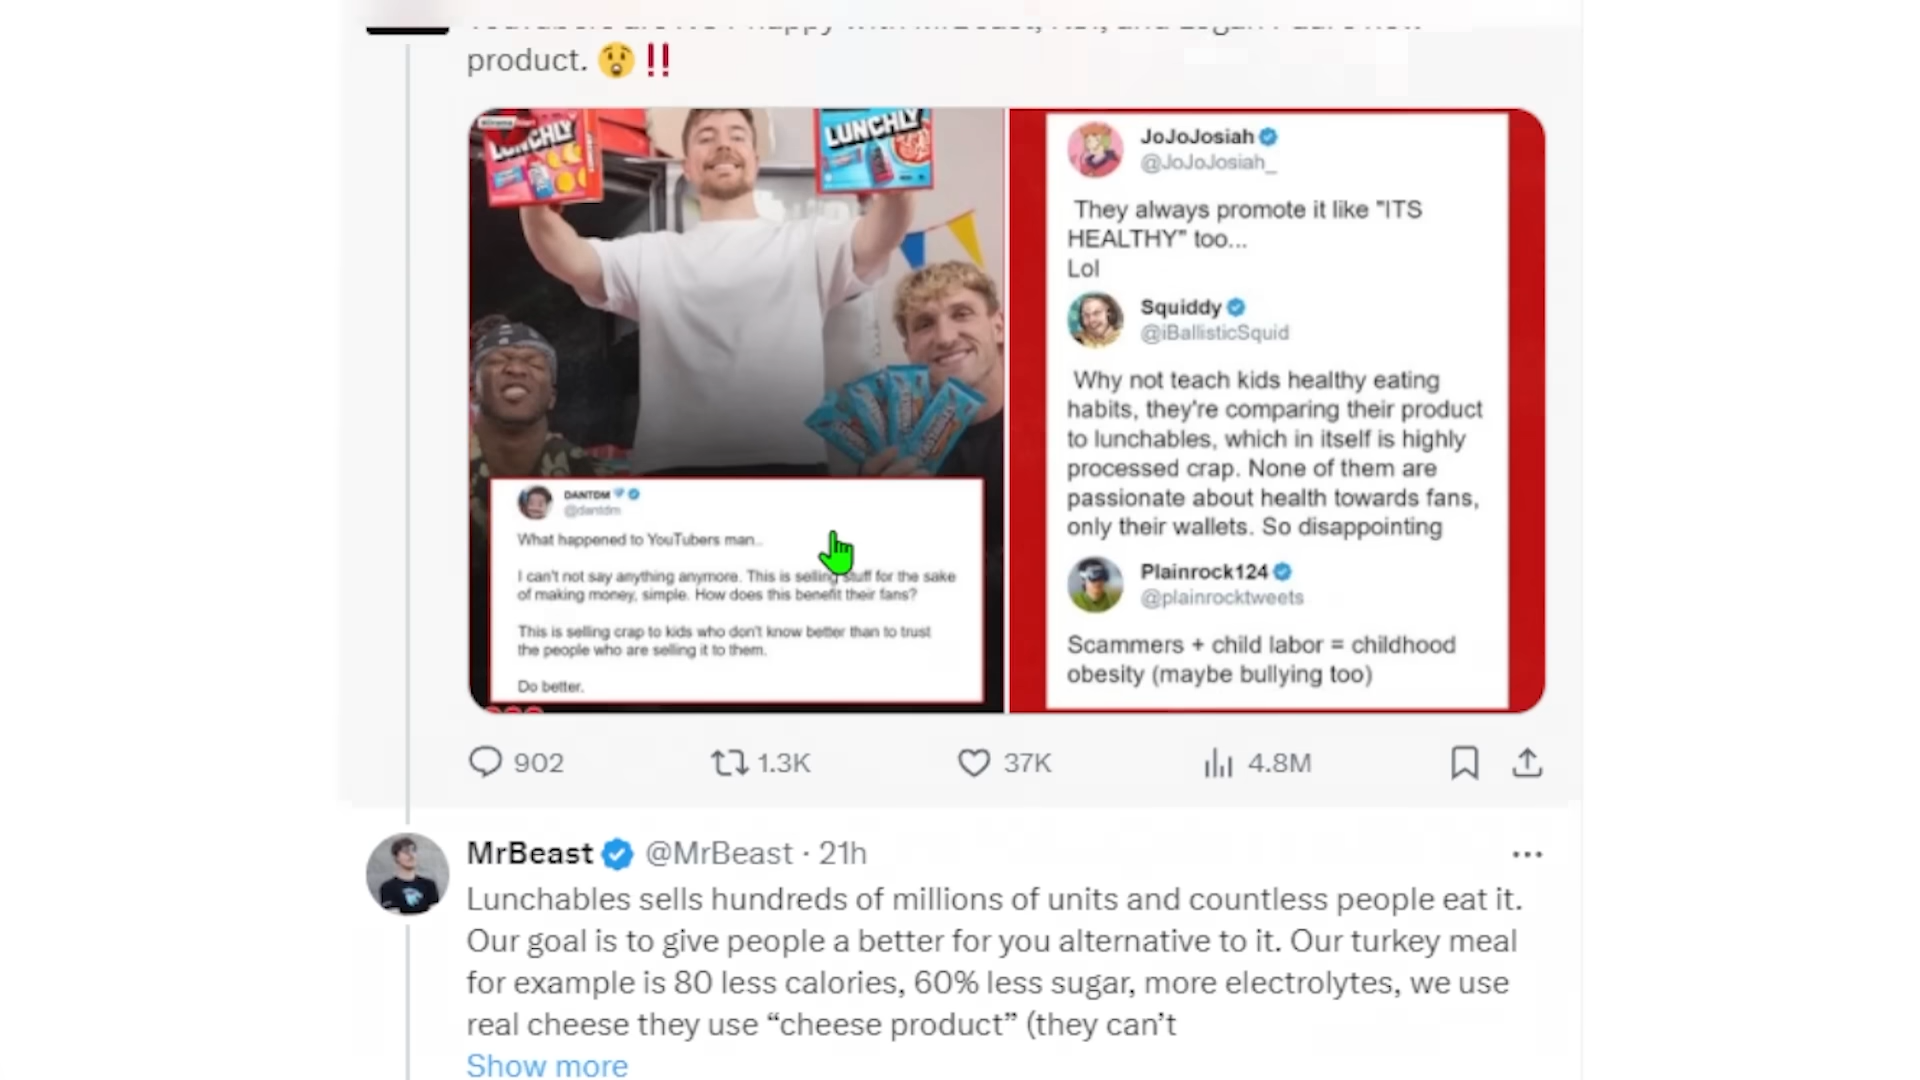 product. 😲‼
LUNCHLY
LUNCHLY
DANTDM
@dantdm
What happened to YouTubers man..
I can't not say anything anymore. This is selling stuff for the sake
of making money, simple. How does this benefit their fans?
This is selling crap to kids who don't know better than to trust
the people who are selling it to them.
Do better.
JoJoJosiah
@JoJoJosiah_
They always promote it like "ITS
HEALTHY" too...
Lol
Squiddy
@iBallisticSquid
Why not teach kids healthy eating
habits, they're comparing their product
to lunchables, which in itself is highly
processed crap. None of them are
passionate about health towards fans,
only their wallets. So disappointing
Plainrock124
@plainrocktweets
Scammers + child labor = childhood
obesity (maybe bullying too)
902 1.3K 37K 4.8M
MrBeast @MrBeast · 21h
Lunchables sells hundreds of millions of units and countless people eat it.
Our goal is to give people a better for you alternative to it. Our turkey meal
for example is 80 less calories, 60% less sugar, more electrolytes, we use
real cheese they use “cheese product” (they can’t
Show more